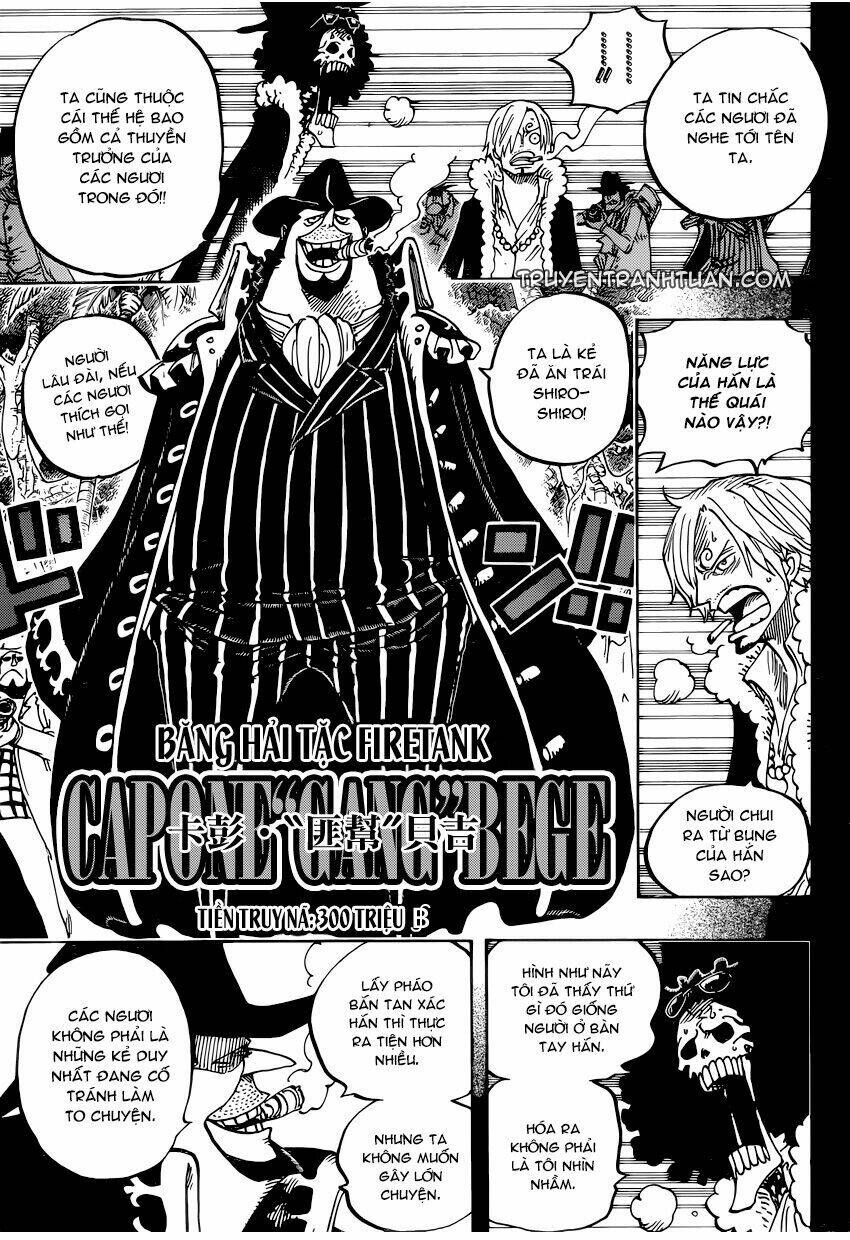 TA TIN CHẮC
CÁC NGƯƠI ĐÃ
NGHE TỚI TÊN
TA.
!!
TA CŨNG THUỘC
CÁI THẾ HỆ BAO
GỒM CẢ THUYỀN
TRƯỞNG CỦA
CÁC NGƯƠI
TRONG ĐÓ!!
TRUYENTRANHTUAN.COM
NĂNG LỰC
CỦA HẮN LÀ
THẾ QUÁI
NÀO VẬY?!
TA LÀ KẺ
ĐÃ ĂN TRÁI
SHIRO-
SHIRO!
NGƯỜI
LÂU ĐÀI, NẾU
CÁC NGƯƠI
THÍCH GỌI
NHƯ THẾ!
NGƯỜI CHUI
RA TỪ BỤNG
CỦA HẮN
SAO?
BĂNG HẢI TẶC FIRETANK
CAPONE "GANG" BEGE
卡彭·〝匪幫〞貝吉
TIỀN TRUY NÃ: 300 TRIỆU B
HÌNH NHƯ NÃY
TÔI ĐÃ THẤY THỨ
GÌ ĐÓ GIỐNG
NGƯỜI Ở BÀN
TAY HẮN.
HÓA RA
KHÔNG PHẢI
LÀ TÔI NHÌN
NHẦM.
LẤY PHÁO
BẮN TAN XÁC
HẮN THÌ THỰC
RA TIỆN HƠN
NHIỀU.
NHƯNG TA
KHÔNG MUỐN
GÂY LỚN
CHUYỆN.
CÁC NGƯƠI
KHÔNG PHẢI LÀ
NHỮNG KẺ DUY
NHẤT ĐANG CỐ
TRÁNH LÀM
TO CHUYỆN.